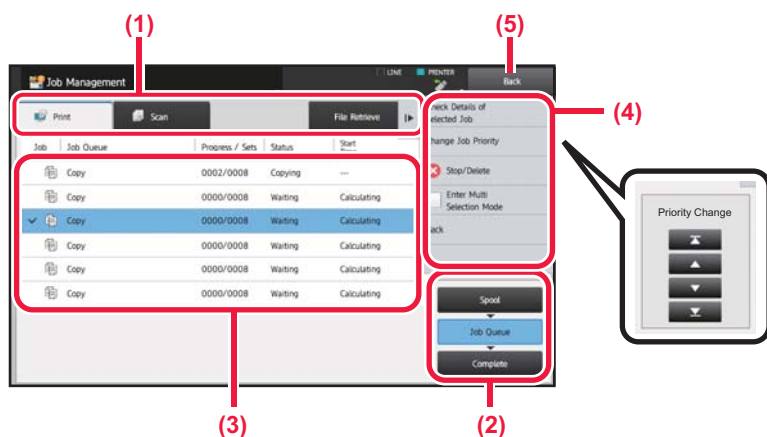 (1)
(5)
Job Management
LINE
PRINTER
Back
Print
Scan
File Retrieve
heck Details of
elected Job
(4)
Job
Job Queue
Progress / Sets
Status
Start
hange Job Priority
Copy
0002/0008
Copying
---
Stop/Delete
Copy
0000/0008
Waiting
Calculating
Enter Multi
Selection Mode
Copy
0000/0008
Waiting
Calculating
ack
Copy
0000/0008
Waiting
Calculating
Copy
0000/0008
Waiting
Calculating
Copy
0000/0008
Waiting
Calculating
Priority Change
Spool
Job Queue
Complete
(3)
(2)